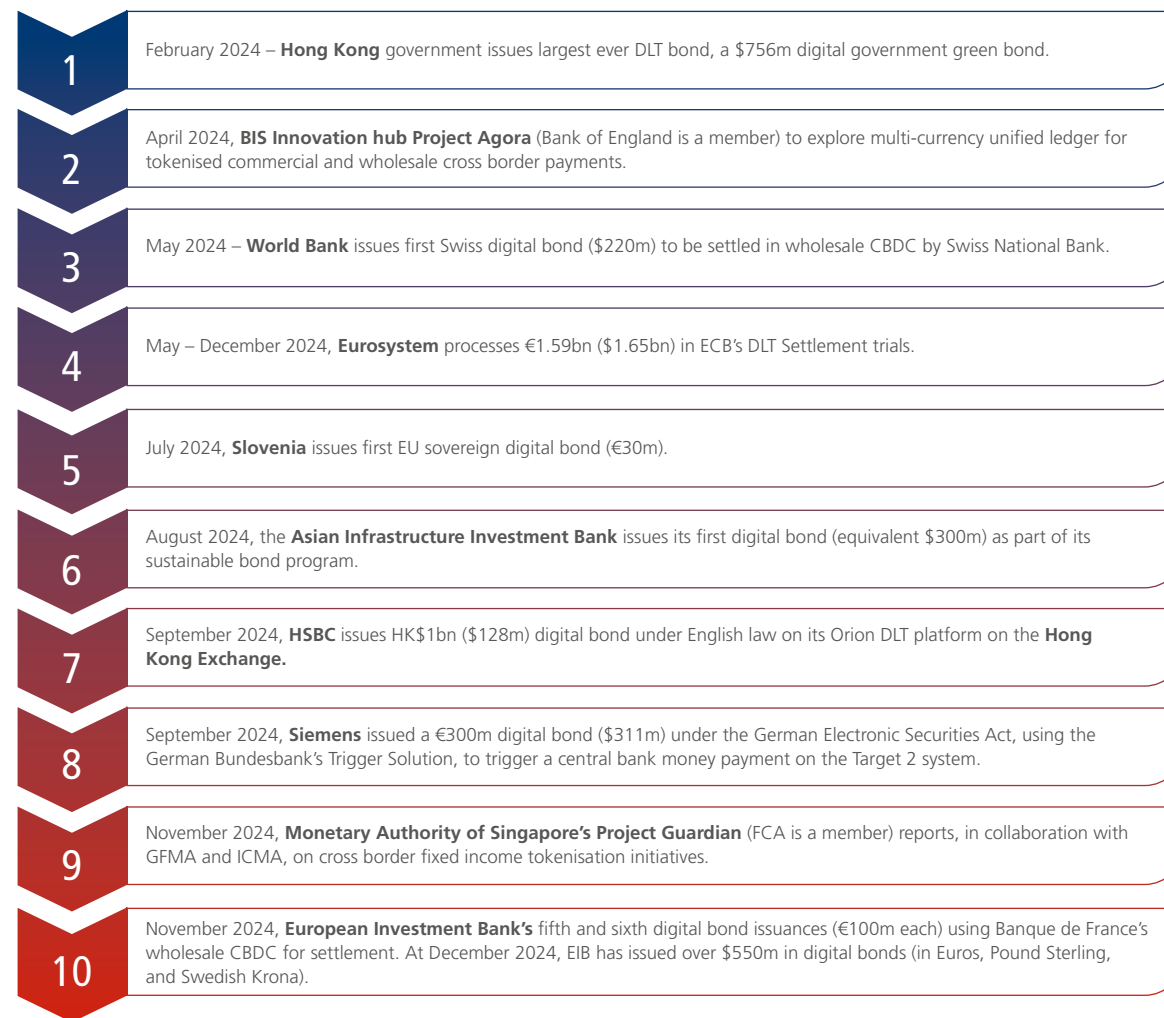 1
February 2024 – Hong Kong government issues largest ever DLT bond, a $756m digital government green bond.
2
April 2024, BIS Innovation hub Project Agora (Bank of England is a member) to explore multi-currency unified ledger for
tokenised commercial and wholesale cross border payments.
3
May 2024 – World Bank issues first Swiss digital bond ($220m) to be settled in wholesale CBDC by Swiss National Bank.
4
May – December 2024, Eurosystem processes €1.59bn ($1.65bn) in ECB’s DLT Settlement trials.
5
July 2024, Slovenia issues first EU sovereign digital bond (€30m).
6
August 2024, the Asian Infrastructure Investment Bank issues its first digital bond (equivalent $300m) as part of its
sustainable bond program.
7
September 2024, HSBC issues HK$1bn ($128m) digital bond under English law on its Orion DLT platform on the Hong
Kong Exchange.
8
September 2024, Siemens issued a €300m digital bond ($311m) under the German Electronic Securities Act, using the
German Bundesbank’s Trigger Solution, to trigger a central bank money payment on the Target 2 system.
9
November 2024, Monetary Authority of Singapore’s Project Guardian (FCA is a member) reports, in collaboration with
GFMA and ICMA, on cross border fixed income tokenisation initiatives.
10
November 2024, European Investment Bank’s fifth and sixth digital bond issuances (€100m each) using Banque de France’s
wholesale CBDC for settlement. At December 2024, EIB has issued over $550m in digital bonds (in Euros, Pound Sterling,
and Swedish Krona).